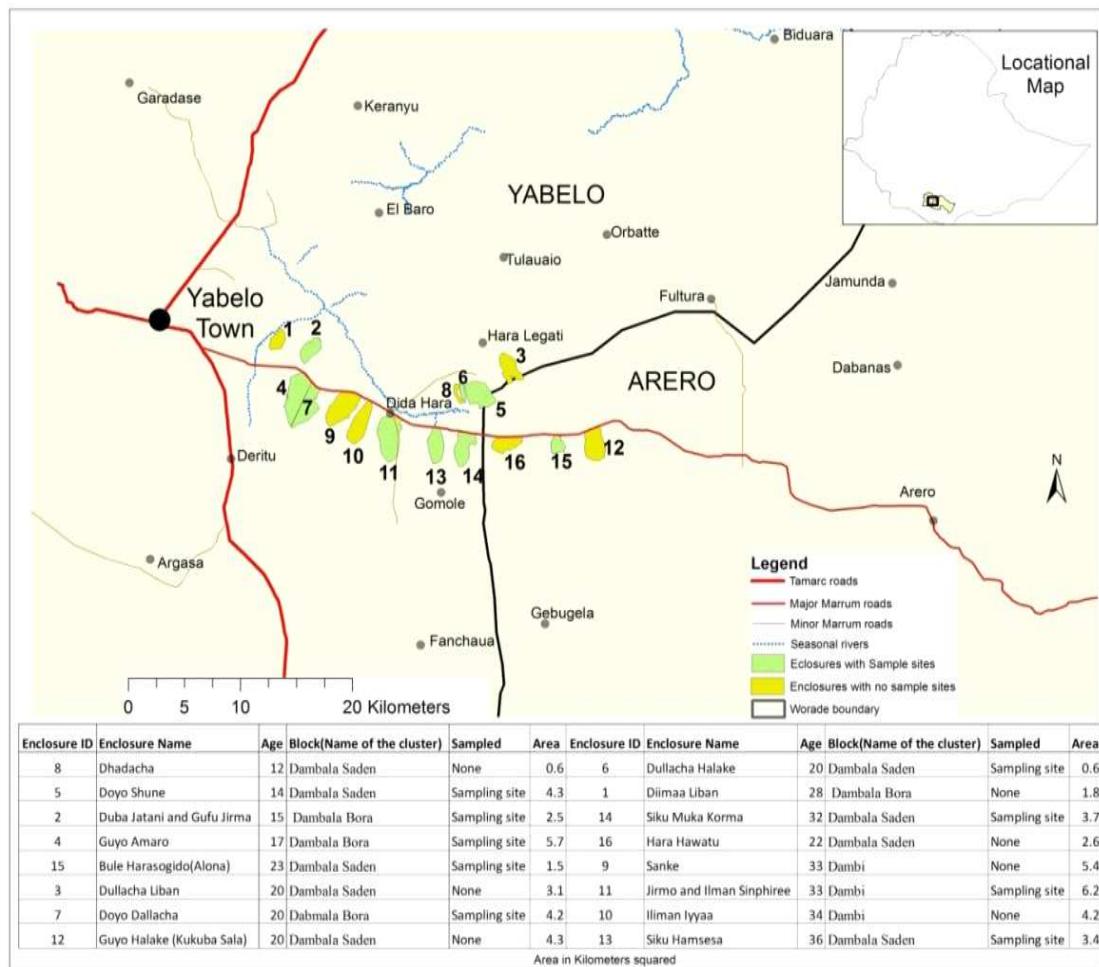 Biduara
Locational
Map
Garadase
Keranyu
YABELO
El Baro
Orbatte
Tulauaio
Jamunda
Fultura
Yabelo
Town
1
2
Hara Legati
3
Dabanas
ARERO
4
6
8
7
5
Dida Hara
9
10
11
13
14
16
15
12
Deritu
Gomole
N
Arero
Argasa
Gebugela
Fanchaua
Legend
Tamarc roads
Major Marrum roads
Minor Marrum roads
Seasonal rivers
Eclosures with Sample sites
Enclosures with no sample sites
Worade boundary
0 5 10 20 Kilometers
Enclosure ID Enclosure Name Age Block(Name of the cluster) Sampled Area Enclosure ID Enclosure Name Age Block(Name of the cluster) Sampled Area
8 Dhadacha 12 Dambala Saden None 0.6 6 Dullacha Halake 20 Dambala Saden Sampling site 0.6
5 Doyo Shune 14 Dambala Saden Sampling site 4.3 1 Diimaa Liban 28 Dambala Bora None 1.8
2 Duba Jatani and Gufu Jirma 15 Dambala Bora Sampling site 2.5 14 Siku Muka Korma 32 Dambala Saden Sampling site 3.7
4 Guyo Amaro 17 Dambala Bora Sampling site 5.7 16 Hara Hawatu 22 Dambala Saden None 2.6
15 Bule Harasogido(Alona) 23 Dambala Saden Sampling site 1.5 9 Sanke 33 Dambi None 5.4
3 Dullacha Liban 20 Dambala Saden None 3.1 11 Jirmo and Ilman Sinphiree 33 Dambi Sampling site 6.2
7 Doyo Dallacha 20 Dabmala Bora Sampling site 4.2 10 Iliman Iyyaa 34 Dambi None 4.2
12 Guyo Halake (Kukuba Sala) 20 Dambala Saden None 4.3 13 Siku Hamsesa 36 Dambala Saden Sampling site 3.4
Area in Kilometers squared